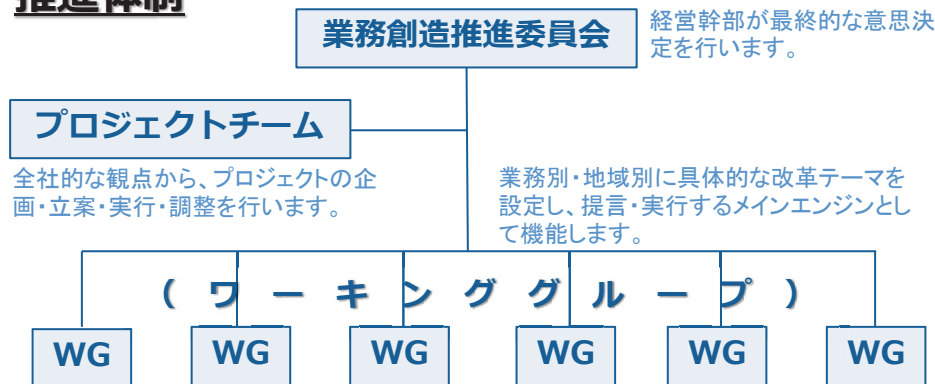 推進体制
業務創造推進委員会
経営幹部が最終的な意思決
定を行います。
プロジェクトチーム
全社的な観点から、プロジェクトの企
画・立案・実行・調整を行います。
業務別・地域別に具体的な改革テーマを
設定し、提言・実行するメインエンジンとし
て機能します。
（ワーキンググループ）
WG
WG
WG
WG
WG
WG